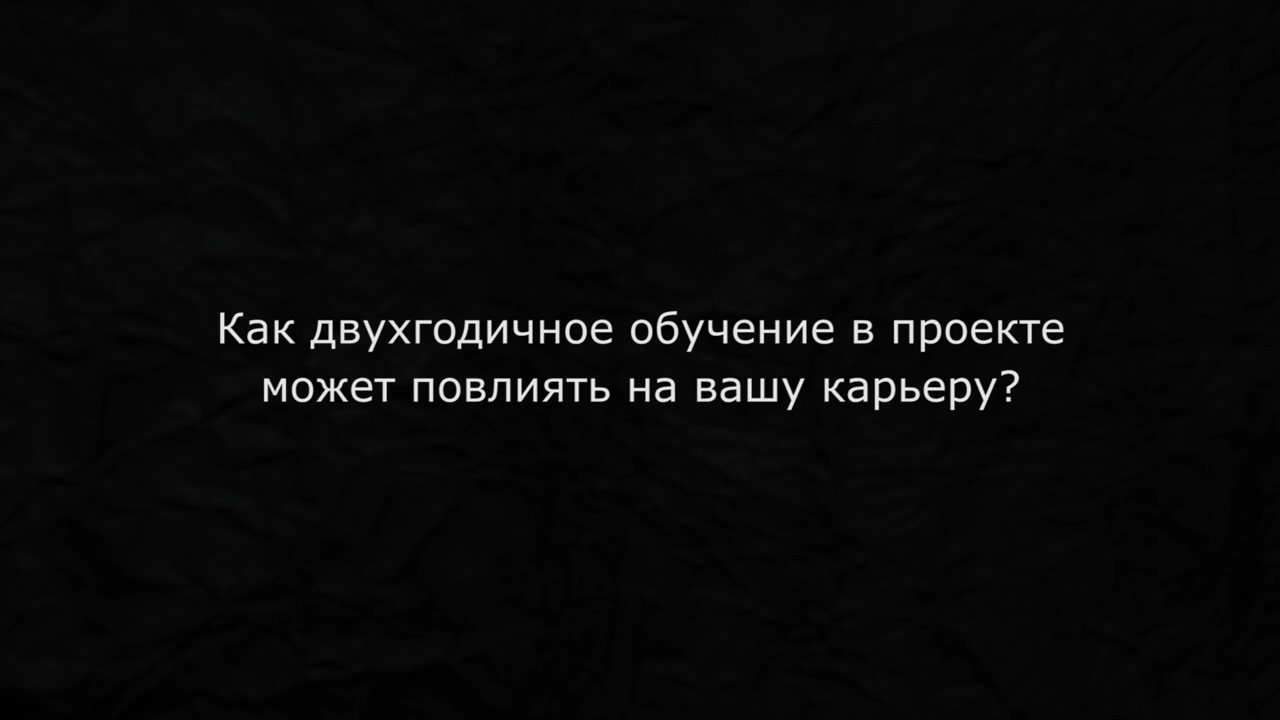 Как двухгодичное обучение в проекте
может повлиять на вашу карьеру?